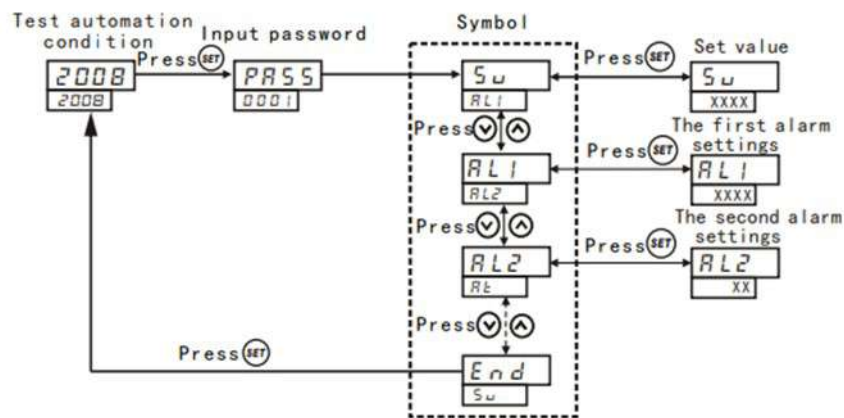 Test automation
condition
2008
2008
Press SET
Input password
PASS
0001
Symbol
Su
AL1
Press
AL1
AL2
Press
AL2
At
Press
End
Su
Press SET
Set value
Su
XXXX
Press SET
The first alarm
settings
AL1
XXXX
Press SET
The second alarm
settings
AL2
XX
Press SET